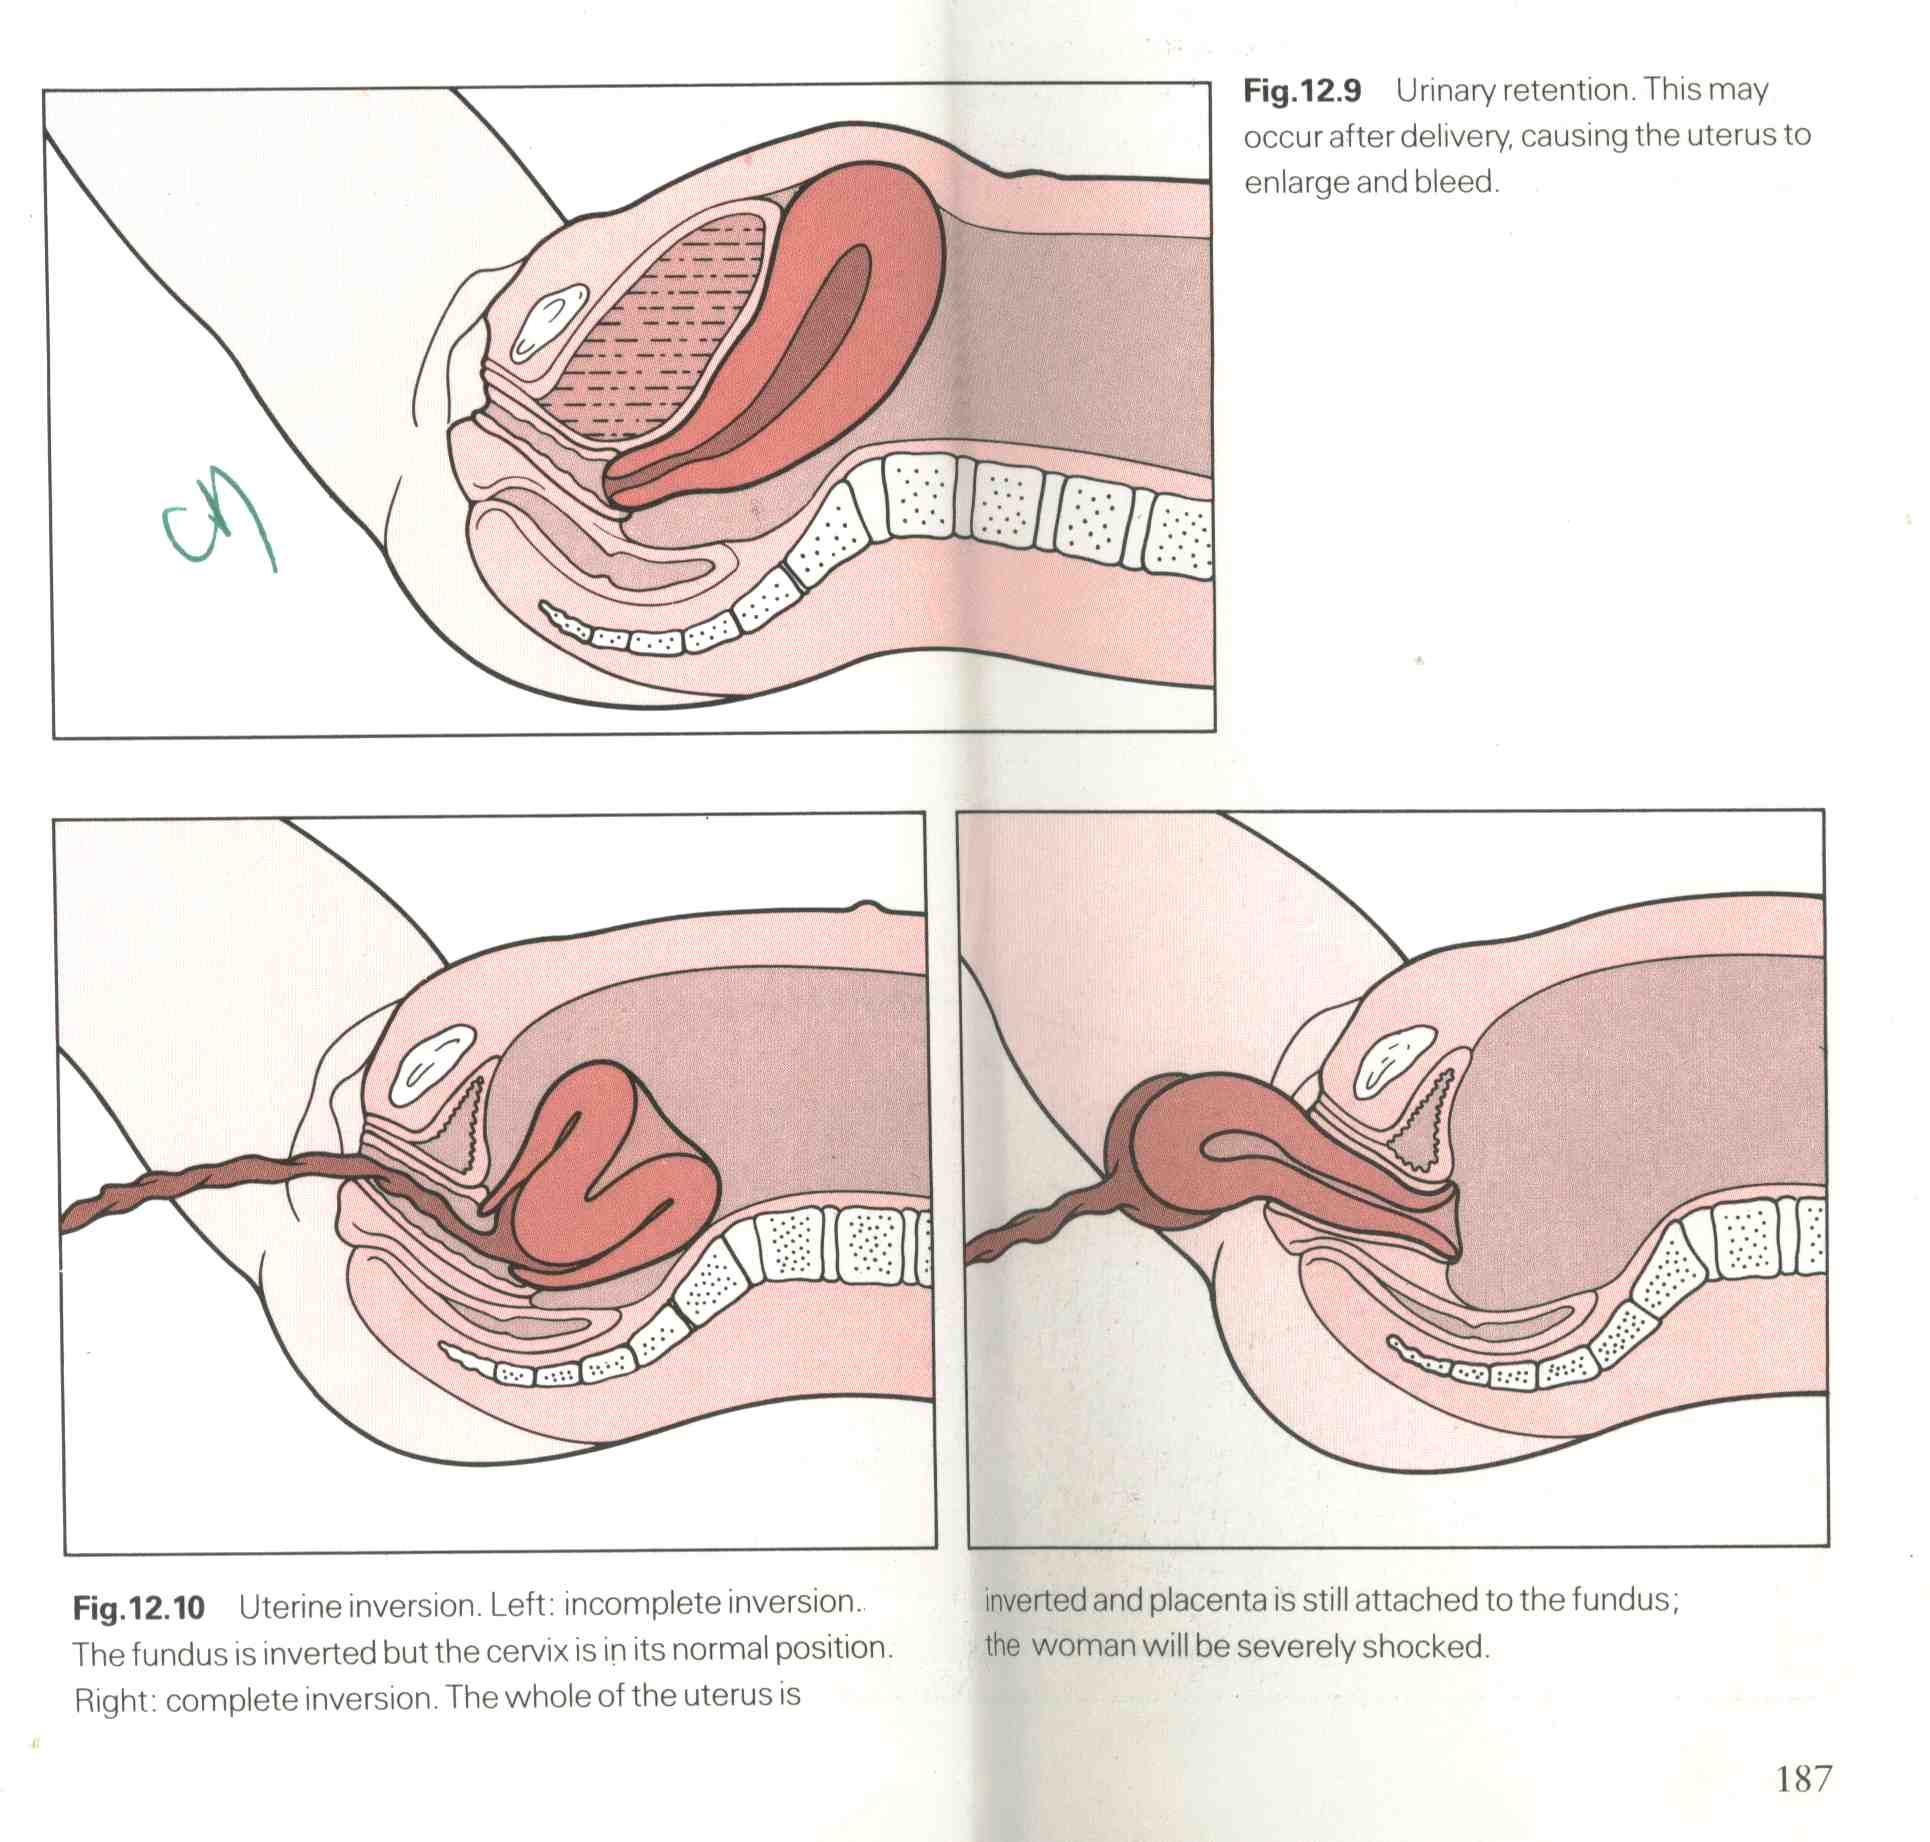 Fig.12.9 Urinary retention. This may
occur after delivery, causing the uterus to
enlarge and bleed.
Fig.12.10 Uterine inversion. Left: incomplete inversion.
The fundus is inverted but the cervix is in its normal position.
Right: complete inversion. The whole of the uterus is
inverted and placenta is still attached to the fundus;
the woman will be severely shocked.
187